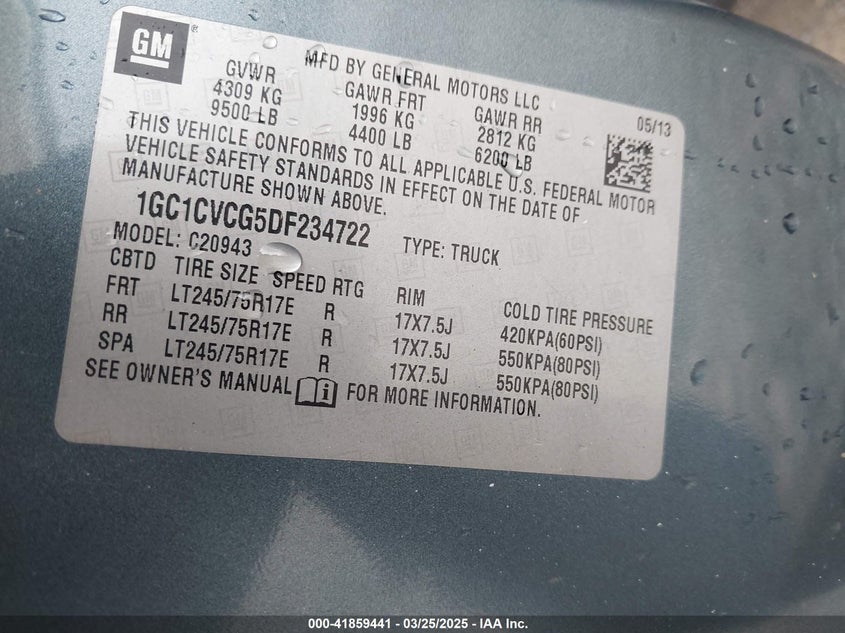 GM
MFD BY GENERAL MOTORS LLC
GVWR GAWR FRT GAWR RR 05/13
4309 KG 1996 KG 2812 KG
9500 LB 4400 LB 6200 LB
THIS VEHICLE CONFORMS TO ALL APPLICABLE U.S. FEDERAL MOTOR
VEHICLE SAFETY STANDARDS IN EFFECT ON THE DATE OF
MANUFACTURE SHOWN ABOVE.
1GC1CVCG5DF234722 TYPE: TRUCK
MODEL: C20943
CBTD TIRE SIZE SPEED RTG RIM COLD TIRE PRESSURE
FRT LT245/75R17E R 17X7.5J 420KPA(60PSI)
RR LT245/75R17E R 17X7.5J 550KPA(80PSI)
SPA LT245/75R17E R 17X7.5J 550KPA(80PSI)
SEE OWNER'S MANUAL FOR MORE INFORMATION.
000-41859441 - 03/25/2025 - IAA Inc.